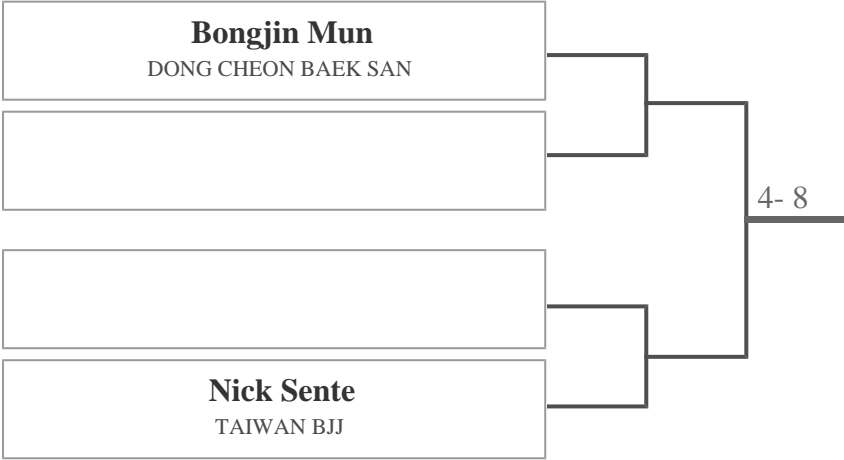 Bongjin Mun
DONG CHEON BAEK SAN
4- 8
Nick Sente
TAIWAN BJJ